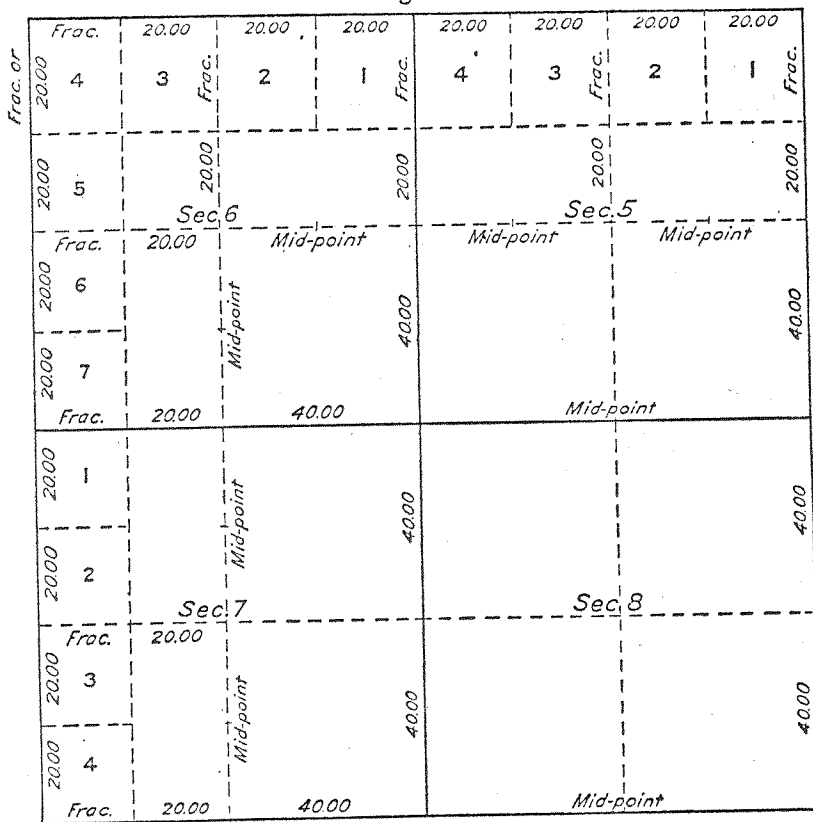 Frac. 20.00 20.00 20.00 20.00 20.00 20.00 20.00
Frac. or 20.00 4 3 Frac. 2 1 Frac. 4 3 Frac. 2 1 Frac.
20.00 5 20.00 20.00 20.00 20.00
Sec. 6 Sec. 5
Frac. 20.00 Mid-point Mid-point Mid-point
20.00 6 Mid-point 40.00 40.00
20.00 7
Frac. 20.00 40.00 Mid-point
20.00 1 Mid-point 40.00 40.00
20.00 2
Sec. 7 Sec. 8
Frac. 20.00
20.00 3 Mid-point 40.00 40.00
20.00 4
Frac. 20.00 40.00 Mid-point